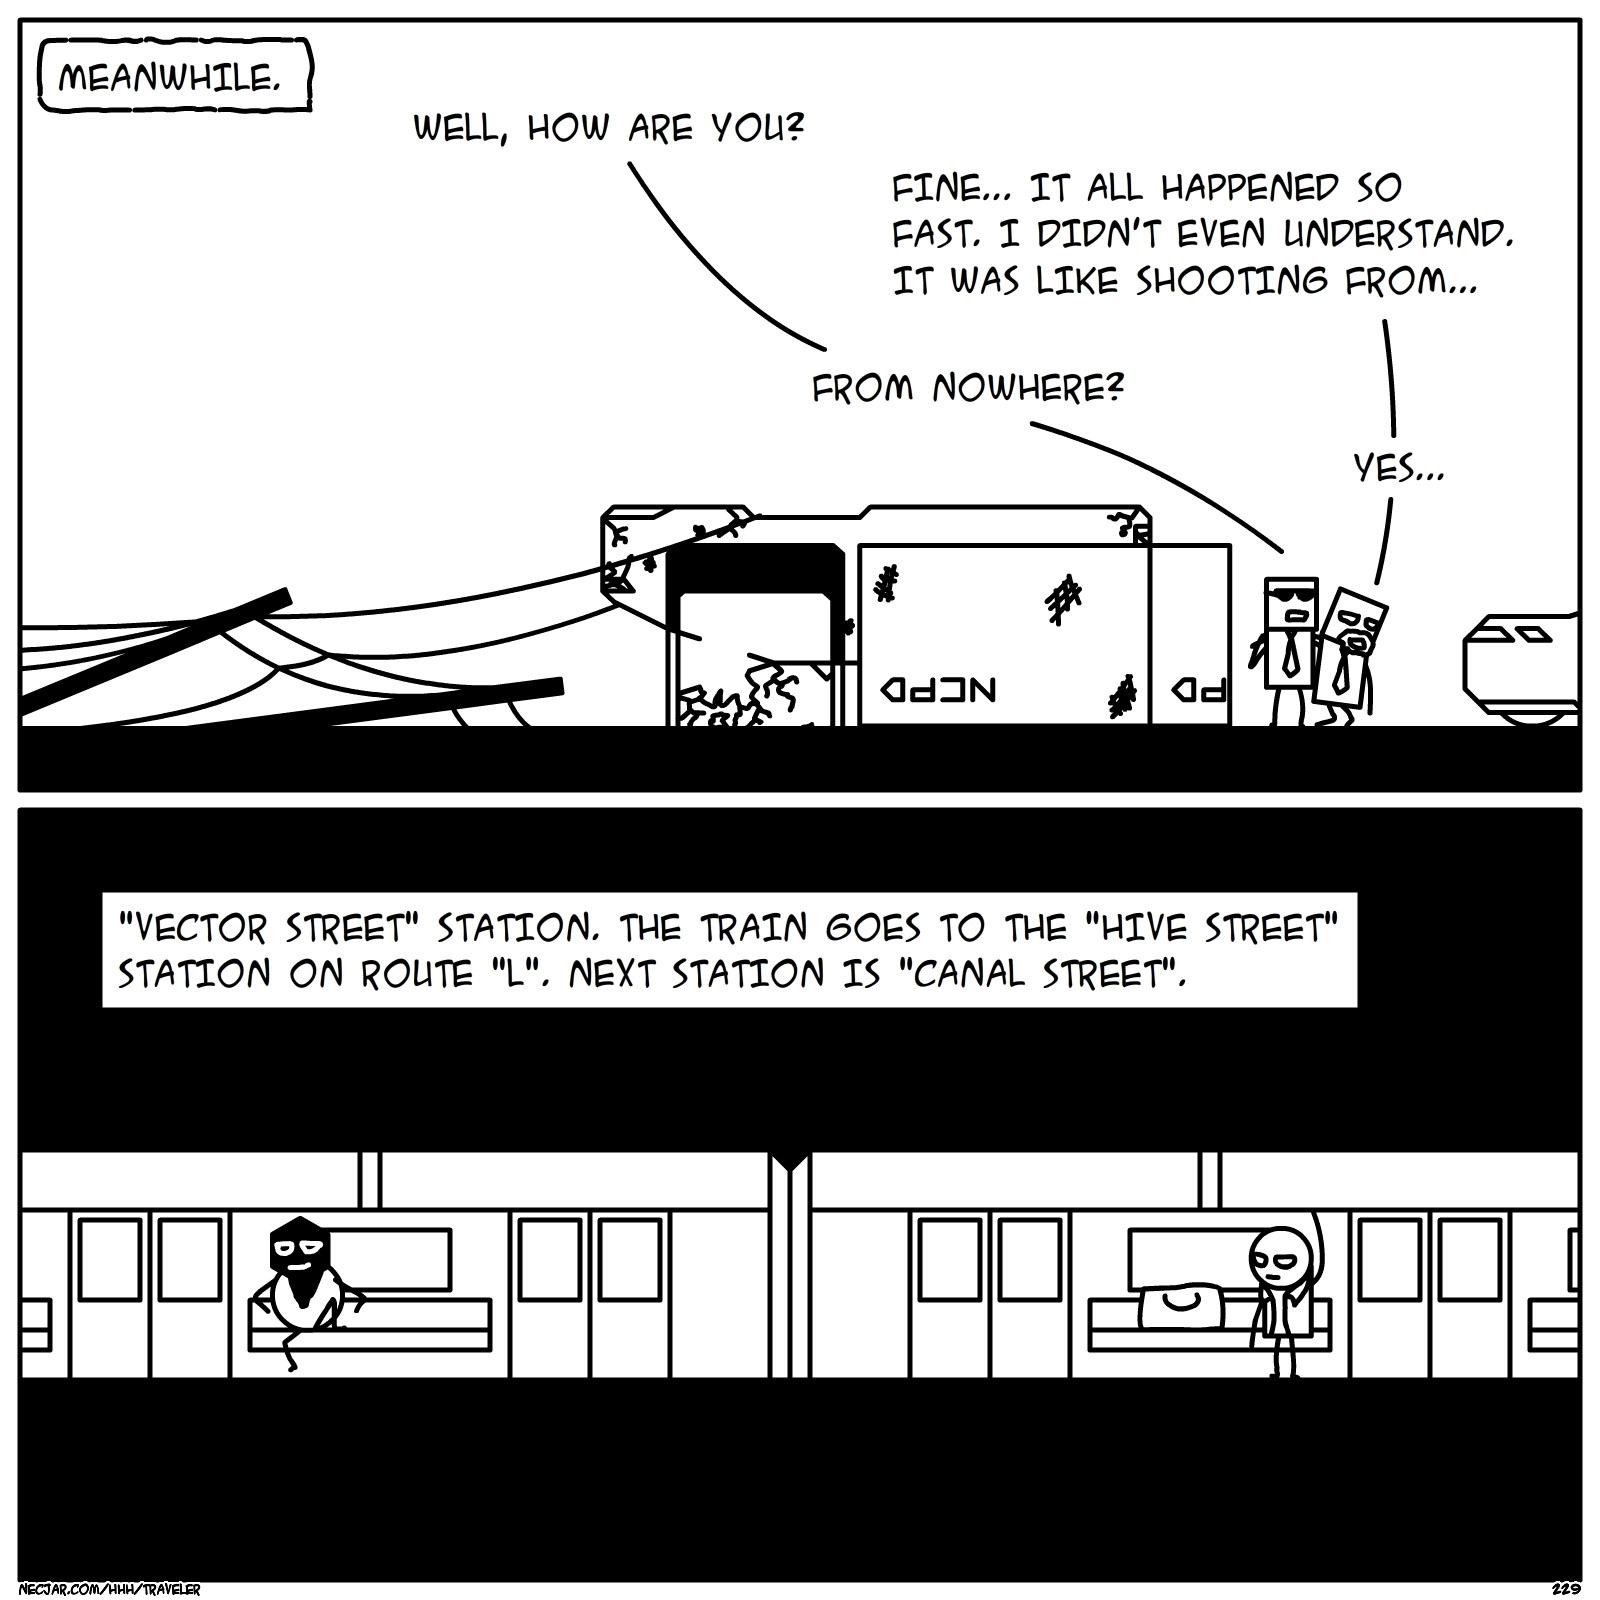 MEANWHILE.
WELL, HOW ARE YOU?
FINE... IT ALL HAPPENED SO
FAST. I DIDN'T EVEN UNDERSTAND.
IT WAS LIKE SHOOTING FROM...
FROM NOWHERE?
YES...
NCPD
PD
"VECTOR STREET" STATION. THE TRAIN GOES TO THE "HIVE STREET"
STATION ON ROUTE "L". NEXT STATION IS "CANAL STREET".
NECJAR.COM/HHH/TRAVELER
229